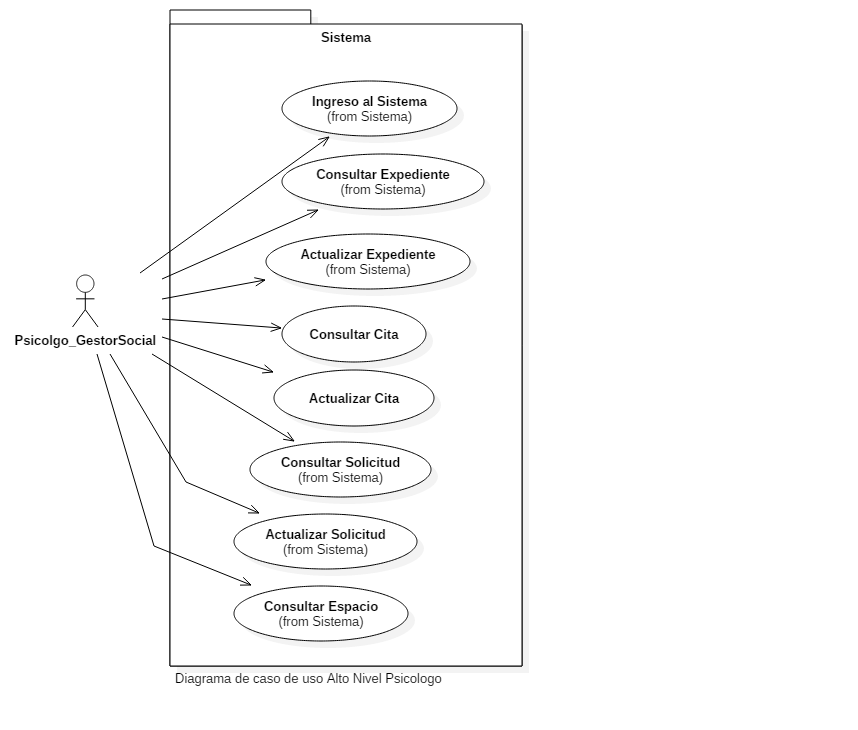 Sistema
Ingreso al Sistema
(from Sistema)
Consultar Expediente
(from Sistema)
Actualizar Expediente
(from Sistema)
Psicolgo_GestorSocial
Consultar Cita
Actualizar Cita
Consultar Solicitud
(from Sistema)
Actualizar Solicitud
(from Sistema)
Consultar Espacio
(from Sistema)
Diagrama de caso de uso Alto Nivel Psicologo